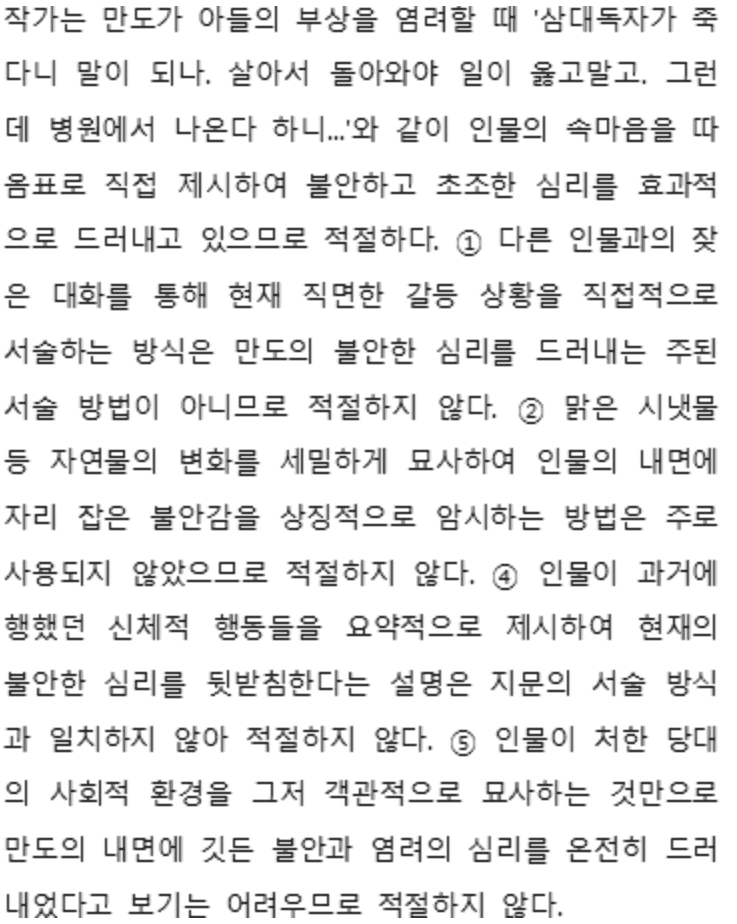 작가는 만도가 아들의 부상을 염려할 때 '삼대독자가 죽
다니 말이 되나. 살아서 돌아와야 일이 옳고말고. 그런
데 병원에서 나온다 하니...'와 같이 인물의 속마음을 따
옴표로 직접 제시하여 불안하고 초조한 심리를 효과적
으로 드러내고 있으므로 적절하다. ① 다른 인물과의 잦
은 대화를 통해 현재 직면한 갈등 상황을 직접적으로
서술하는 방식은 만도의 불안한 심리를 드러내는 주된
서술 방법이 아니므로 적절하지 않다. ② 맑은 시냇물
등 자연물의 변화를 세밀하게 묘사하여 인물의 내면에
자리 잡은 불안감을 상징적으로 암시하는 방법은 주로
사용되지 않았으므로 적절하지 않다. ④ 인물이 과거에
행했던 신체적 행동들을 요약적으로 제시하여 현재의
불안한 심리를 뒷받침한다는 설명은 지문의 서술 방식
과 일치하지 않아 적절하지 않다. ⑤ 인물이 처한 당대
의 사회적 환경을 그저 객관적으로 묘사하는 것만으로
만도의 내면에 깃든 불안과 염려의 심리를 온전히 드러
내었다고 보기는 어려우므로 적절하지 않다.